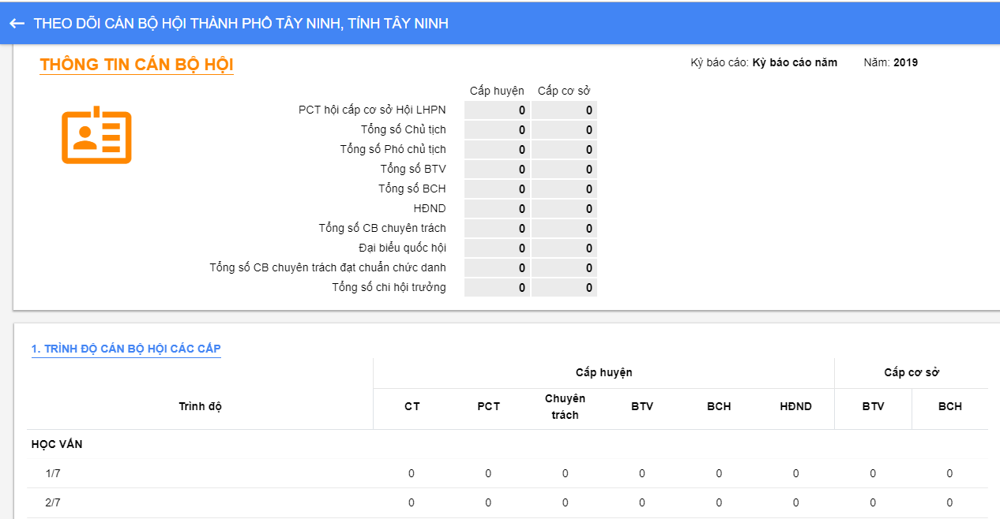 THEO DÕI CÁN BỘ HỘI THÀNH PHỐ TÂY NINH, TỈNH TÂY NINH
THÔNG TIN CÁN BỘ HỘI
Kỳ báo cáo: Kỳ báo cáo năm Năm: 2019
Cấp huyện Cấp cơ sở
PCT hội cấp cơ sở Hội LHPN 0 0
Tổng số Chủ tịch 0 0
Tổng số Phó chủ tịch 0 0
Tổng số BTV 0 0
Tổng số BCH 0 0
HĐND 0 0
Tổng số CB chuyên trách 0 0
Đại biểu quốc hội 0 0
Tổng số CB chuyên trách đạt chuẩn chức danh 0 0
Tổng số chi hội trưởng 0 0
1. TRÌNH ĐỘ CÁN BỘ HỘI CÁC CẤP
Cấp huyện Cấp cơ sở
Trình độ CT PCT Chuyên trách BTV BCH HĐND BTV BCH
HỌC VẤN
1/7 0 0 0 0 0 0 0 0
2/7 0 0 0 0 0 0 0 0